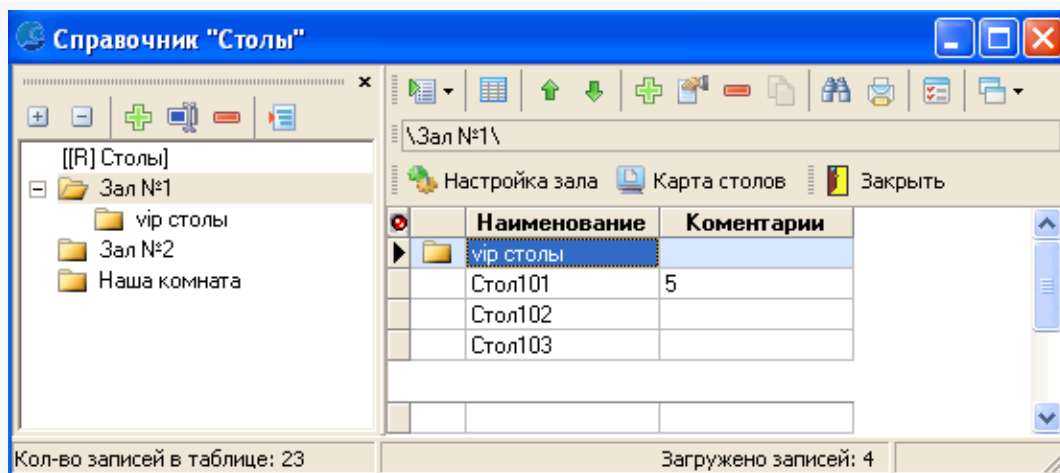 Справочник "Столы"
[[R] Столы]
Зал №1
vip столы
Зал №2
Наша комната
\Зал №1\
Настройка зала Карта столов Закрыть
Наименование Коментарии
vip столы
Стол101 5
Стол102
Стол103
Кол-во записей в таблице: 23 Загружено записей: 4